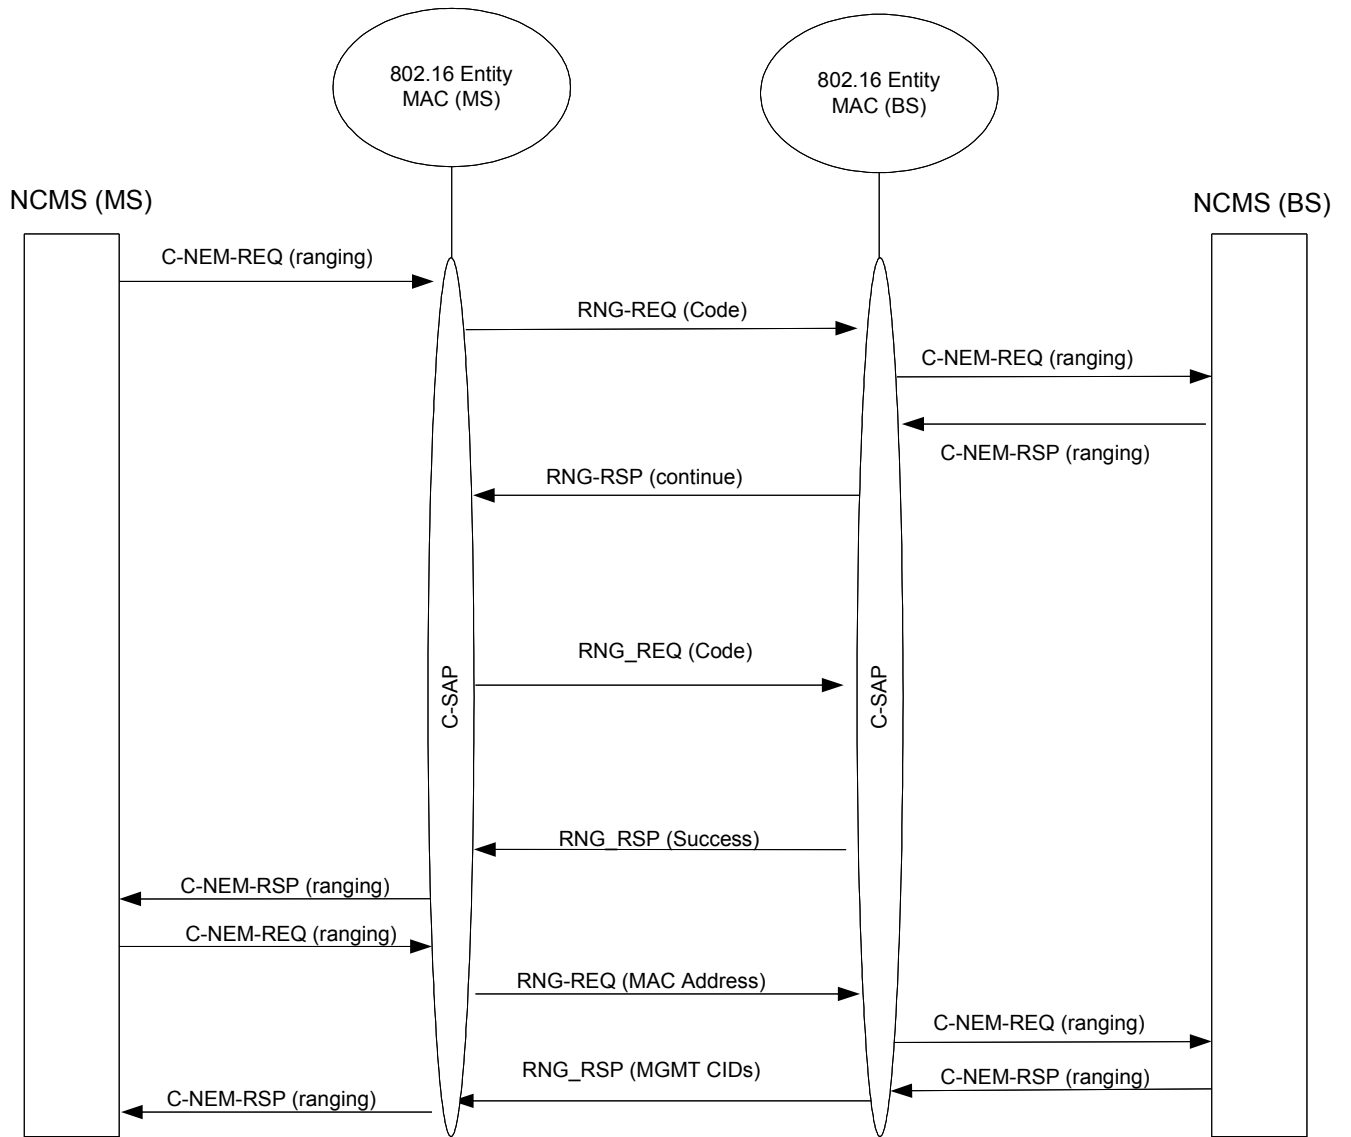 802.16 Entity
MAC (MS)
802.16 Entity
MAC (BS)
NCMS (MS)
NCMS (BS)
C-NEM-REQ (ranging)
RNG-REQ (Code)
C-NEM-REQ (ranging)
C-NEM-RSP (ranging)
RNG-RSP (continue)
RNG_REQ (Code)
C-SAP
C-SAP
RNG_RSP (Success)
C-NEM-RSP (ranging)
C-NEM-REQ (ranging)
RNG-REQ (MAC Address)
C-NEM-REQ (ranging)
RNG_RSP (MGMT CIDs)
C-NEM-RSP (ranging)
C-NEM-RSP (ranging)